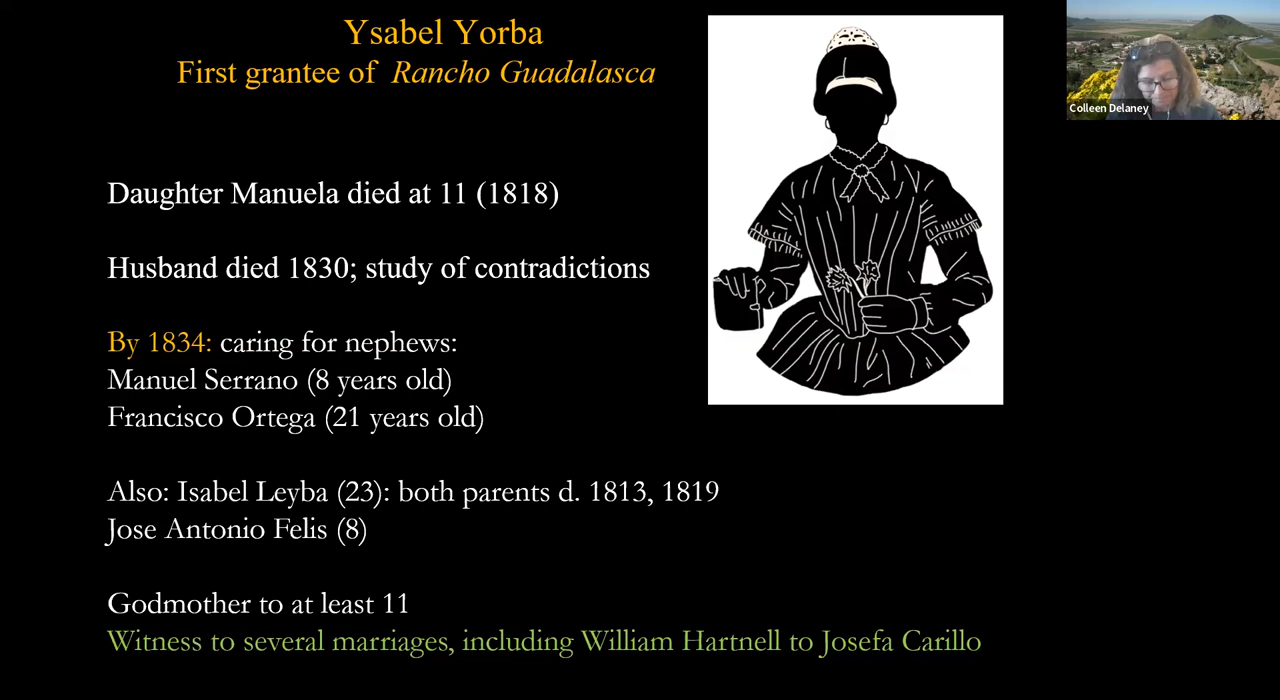 Ysabel Yorba
First grantee of Rancho Guadalasca
Colleen Delaney
Daughter Manuela died at 11 (1818)
Husband died 1830; study of contradictions
By 1834: caring for nephews:
Manuel Serrano (8 years old)
Francisco Ortega (21 years old)
Also: Isabel Leyba (23): both parents d. 1813, 1819
Jose Antonio Felis (8)
Godmother to at least 11
Witness to several marriages, including William Hartnell to Josefa Carillo